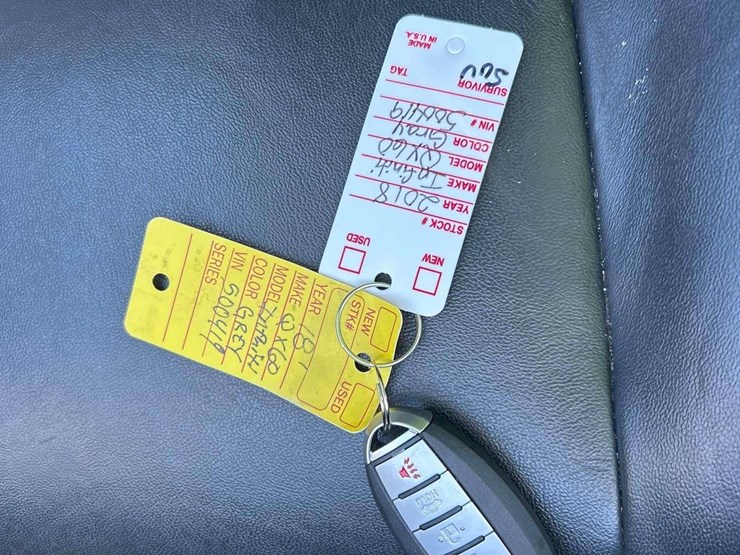 NEW USED
STOCK #
YEAR 2018
MAKE Infiniti
MODEL QX60
COLOR Gray
VIN # 500419
SURVIVOR TAG
SUV
MADE
IN U.S.A.
NEW USED
STK#
YEAR 18
MAKE QX60
MODEL Infiniti
COLOR GREY
VIN 500419
SERIES
HOLD